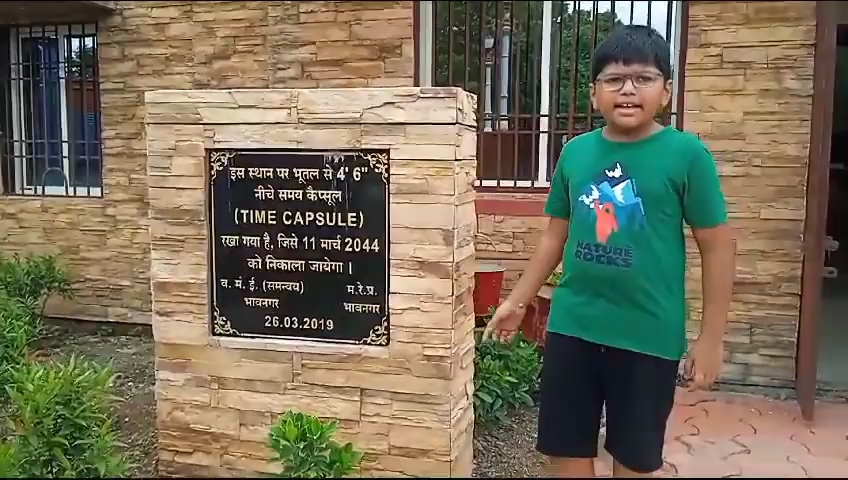 इस स्थान पर भूतल से 4' 6"
नीचे समय कैप्सूल
(TIME CAPSULE)
रखा गया है, जिसे 11 मार्च 2044
को निकाला जायेगा ।
व. मं. इं. (समन्वय)
भावनगर
म.रे.प्र.
भावनगर
26.03.2019
NATURE
ROCKS